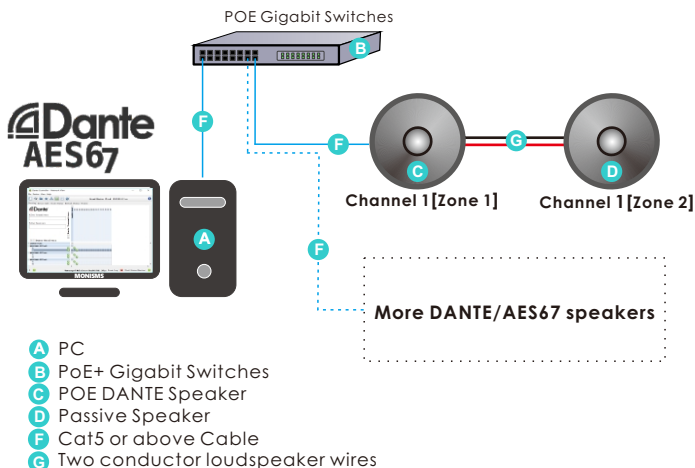 POE Gigabit Switches
B
Dante
AES67
F
F
G
C
D
Channel 1[Zone 1]
Channel 1[Zone 2]
Dante
A
MONISMS
F
More DANTE/AES67 speakers
A PC
B PoE+ Gigabit Switches
C POE DANTE Speaker
D Passive Speaker
F Cat5 or above Cable
G Two conductor loudspeaker wires